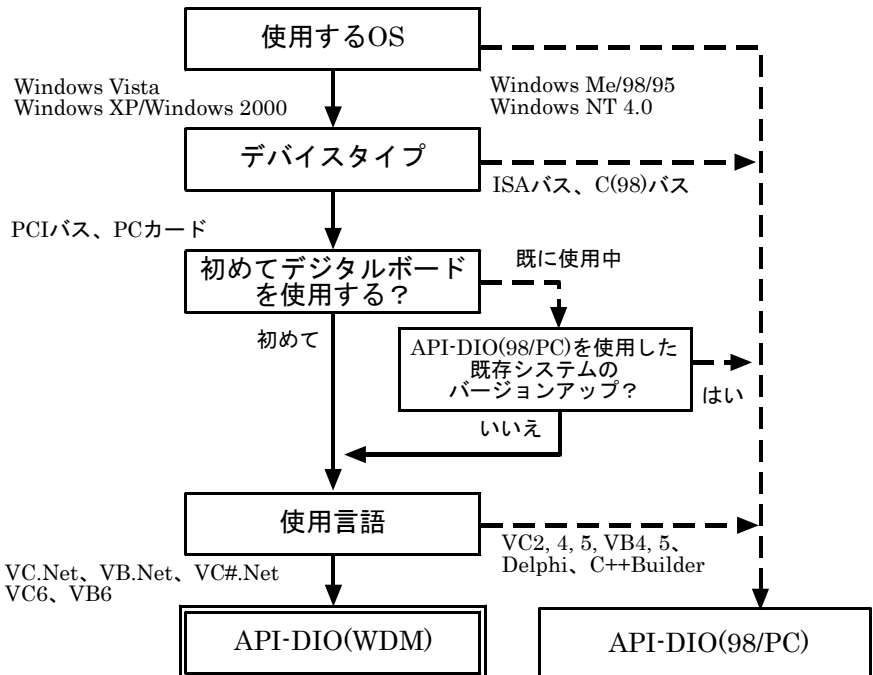 使用するOS
Windows Vista
Windows XP/Windows 2000
Windows Me/98/95
Windows NT 4.0
デバイスタイプ
ISAバス、C(98)バス
PCIバス、PCカード
初めてデジタルボード
を使用する？
既に使用中
初めて
API-DIO(98/PC)を使用した
既存システムの
バージョンアップ？
はい
いいえ
使用言語
VC2, 4, 5, VB4, 5、
Delphi、C++Builder
VC.Net、VB.Net、VC#.Net
VC6、VB6
API-DIO(WDM)
API-DIO(98/PC)